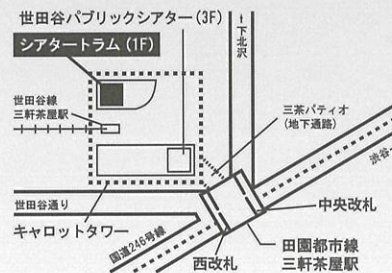 世田谷パブリックシアター(3F)
シアタートラム(1F)
↑下北沢
世田谷線
三軒茶屋駅
三茶パティオ
(地下通路)
渋谷→
世田谷通り
キャロットタワー
中央改札
国道246号線
西改札
田園都市線
三軒茶屋駅